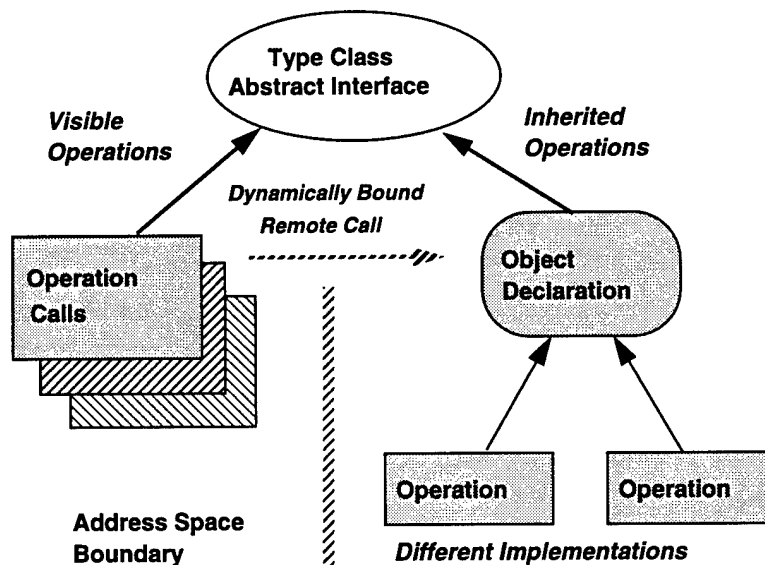 Type Class
Abstract Interface
Visible
Operations
Inherited
Operations
Dynamically Bound
Remote Call
Operation
Calls
Object
Declaration
Operation
Operation
Address Space
Boundary
Different Implementations